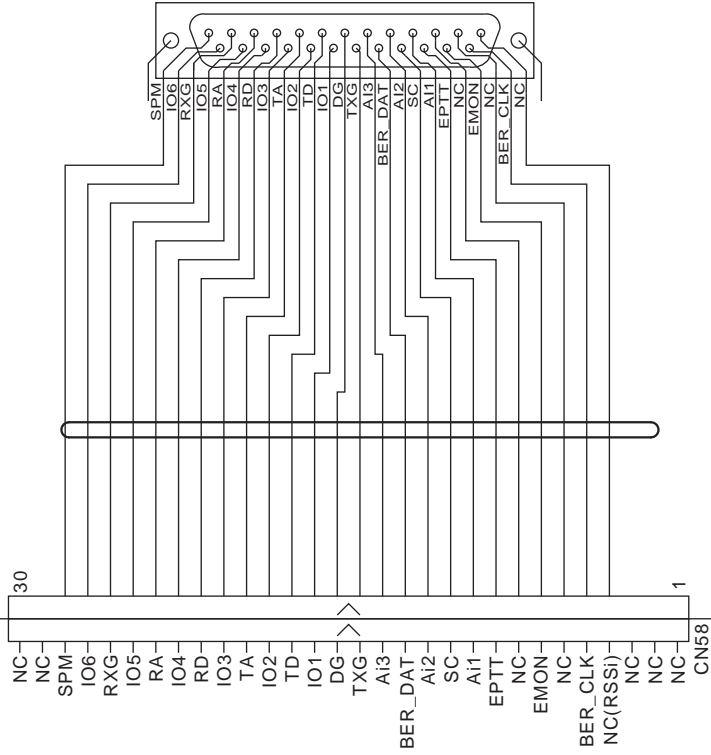 SPM
IO6
RXG
IO5
RA
IO4
RD
IO3
TA
IO2
TD
IO1
DG
TXG
AI3
BER_DAT
AI2
SC
AI1
EPTT
NC
EMON
NC
BER_CLK
NC
30
1
NC
NC
SPM
IO6
RXG
IO5
RA
IO4
RD
IO3
TA
IO2
TD
IO1
DG
TXG
Ai3
BER_DAT
Ai2
SC
Ai1
EPTT
NC
EMON
NC
BER_CLK
NC(RSSi)
NC
NC
NC
CN58